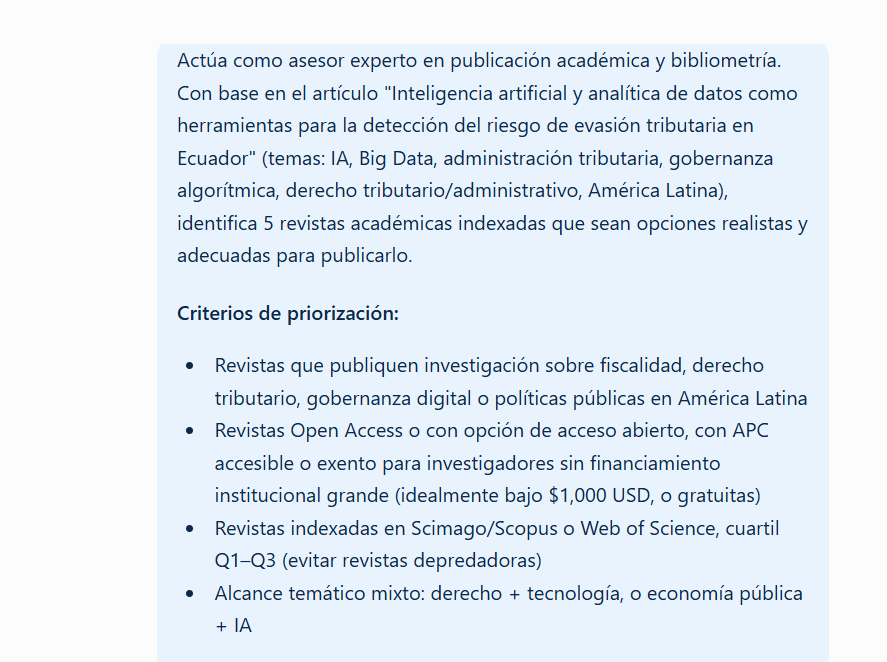 Actúa como asesor experto en publicación académica y bibliometría.
Con base en el artículo "Inteligencia artificial y analítica de datos como
herramientas para la detección del riesgo de evasión tributaria en
Ecuador" (temas: IA, Big Data, administración tributaria, gobernanza
algorítmica, derecho tributario/administrativo, América Latina),
identifica 5 revistas académicas indexadas que sean opciones realistas y
adecuadas para publicarlo.
Criterios de priorización:
• Revistas que publiquen investigación sobre fiscalidad, derecho
tributario, gobernanza digital o políticas públicas en América Latina
• Revistas Open Access o con opción de acceso abierto, con APC
accesible o exento para investigadores sin financiamiento
institucional grande (idealmente bajo $1,000 USD, o gratuitas)
• Revistas indexadas en Scimago/Scopus o Web of Science, cuartil
Q1–Q3 (evitar revistas depredadoras)
• Alcance temático mixto: derecho + tecnología, o economía pública
+ IA